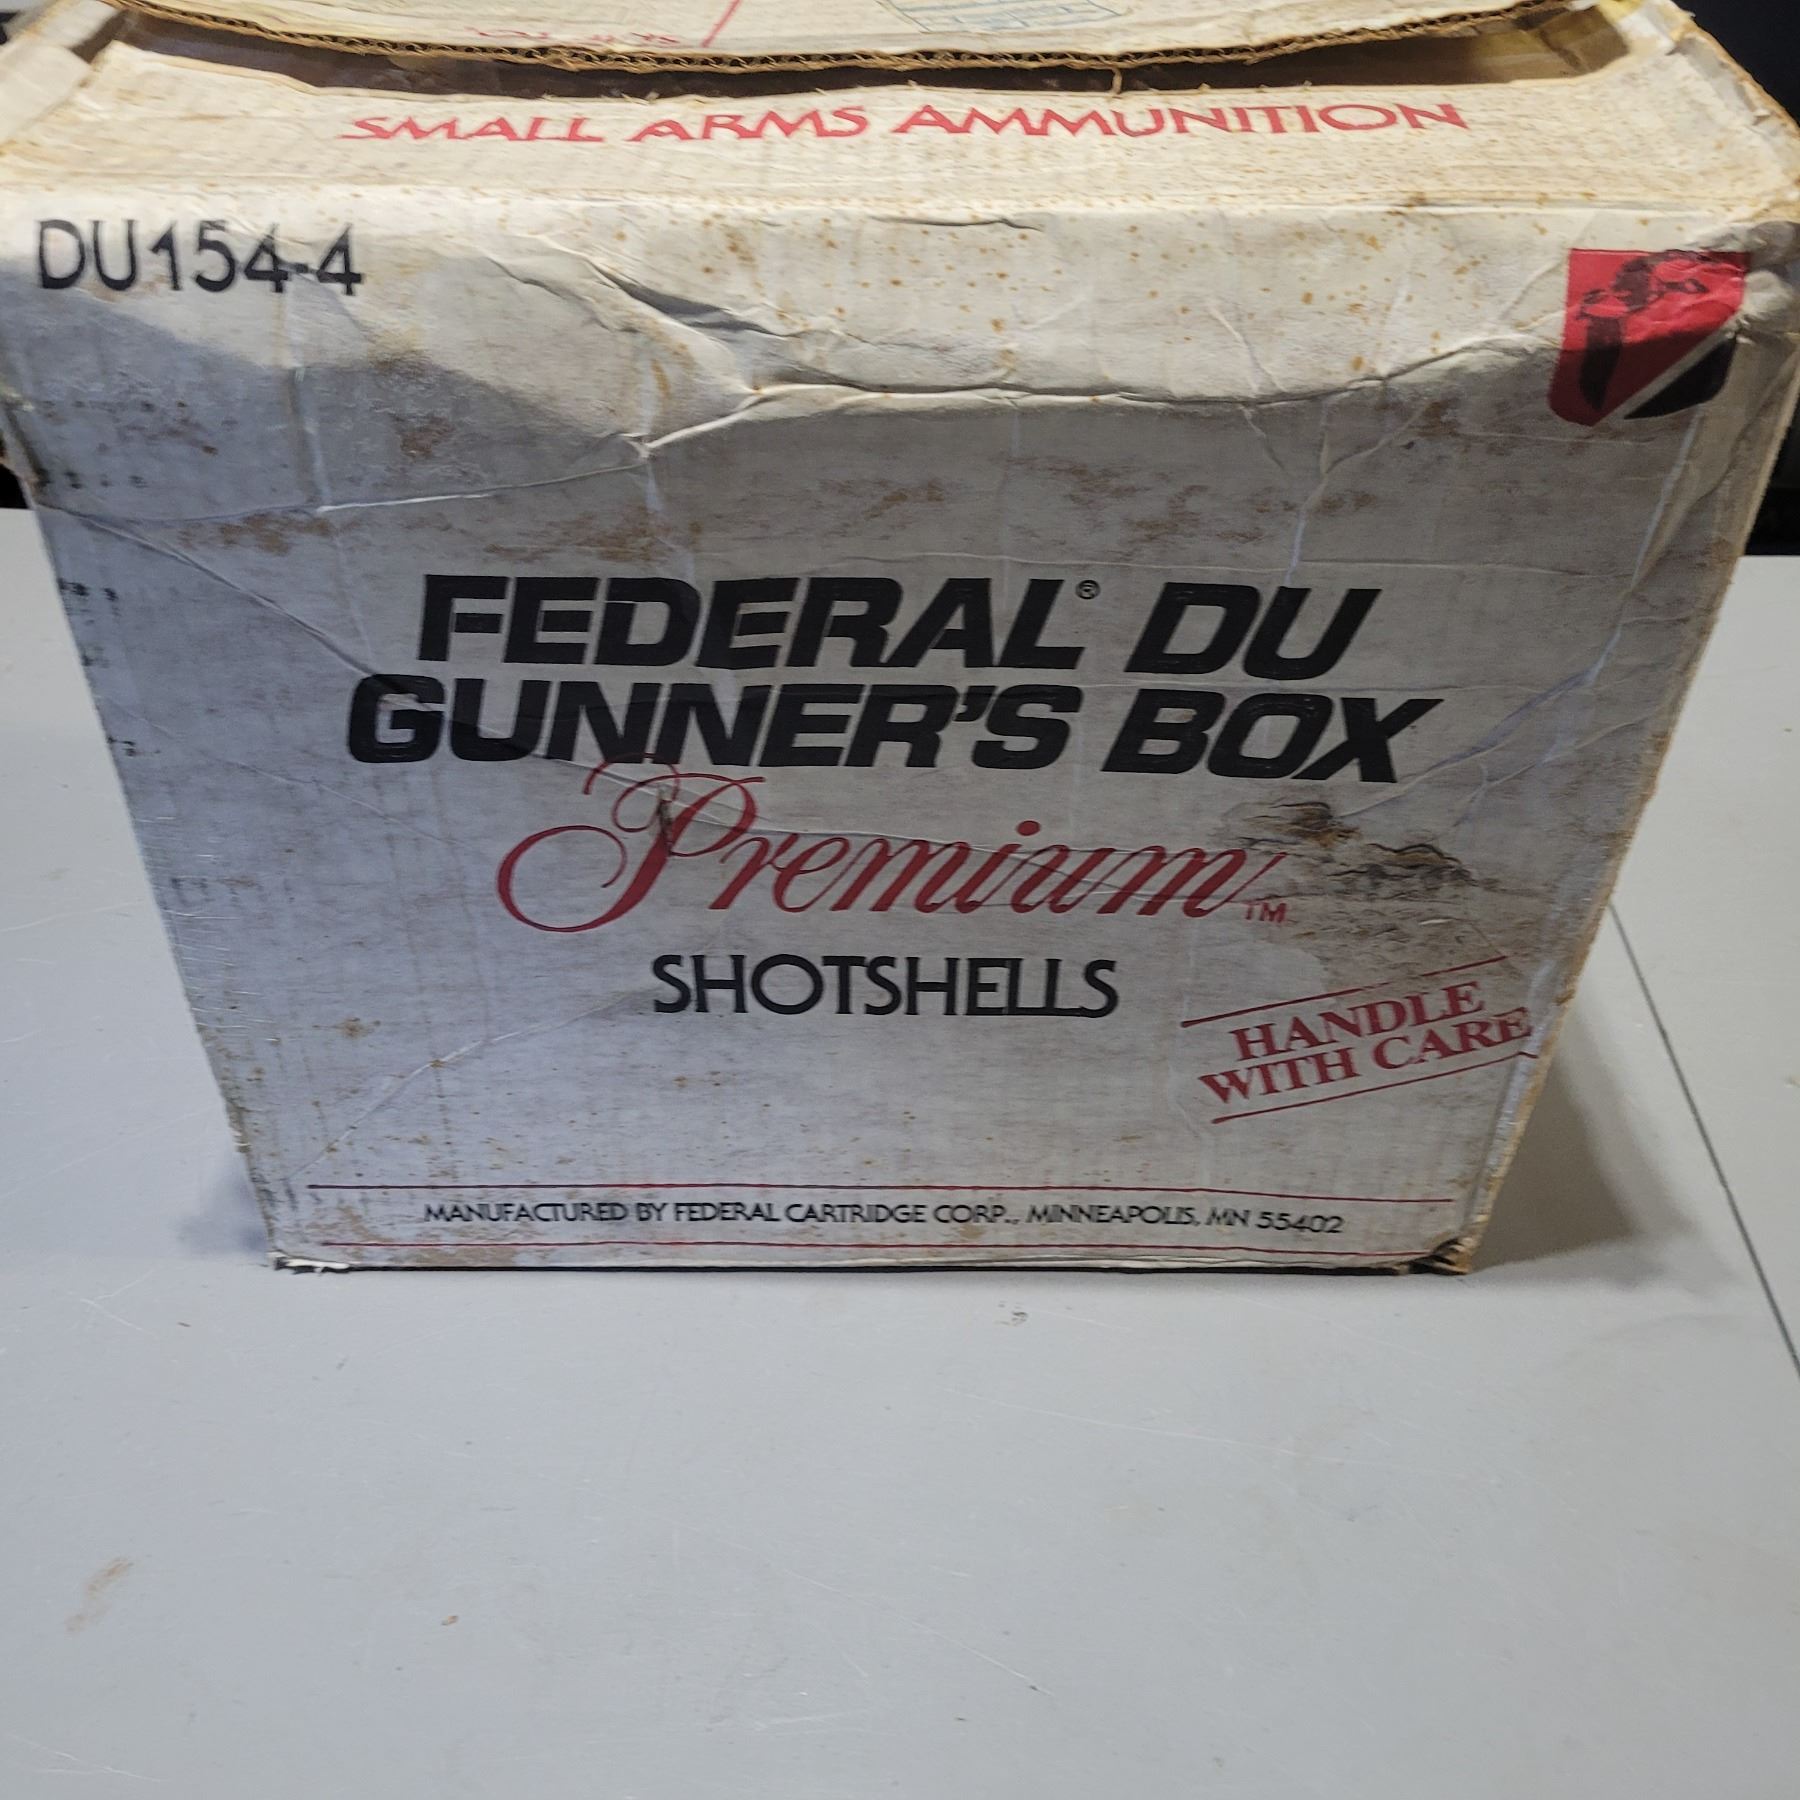 SMALL ARMS AMMUNITION
DU154-4
FEDERAL® DU
GUNNER'S BOX
Premium™
SHOTSHELLS
HANDLE
WITH CARE
MANUFACTURED BY FEDERAL CARTRIDGE CORP., MINNEAPOLIS, MN 55402